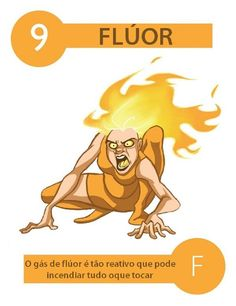 9
FLÚOR
O gás de flúor é tão reativo que pode
incendiar tudo oque tocar
F